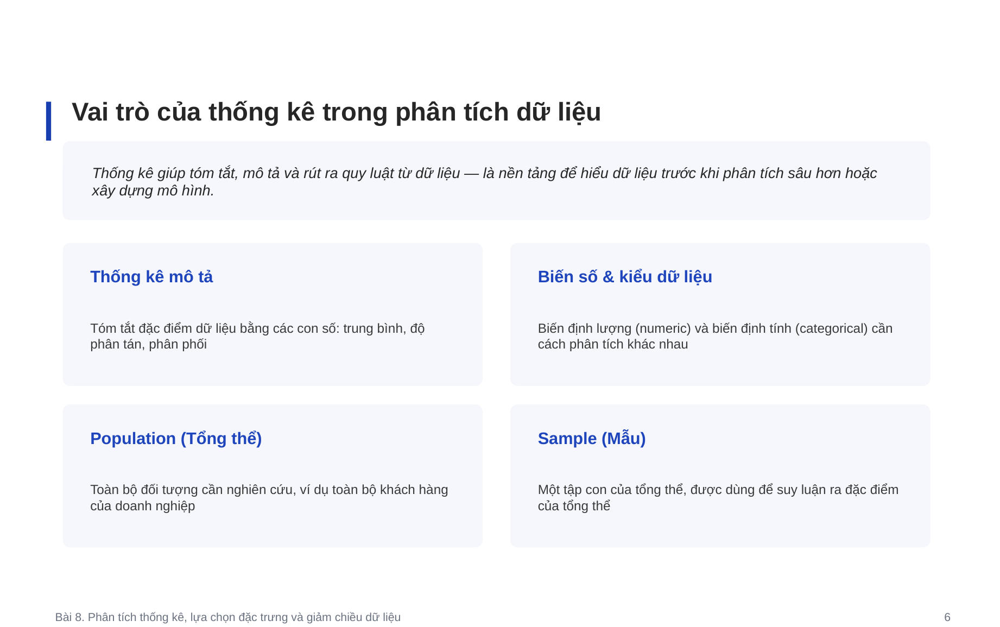 Vai trò của thống kê trong phân tích dữ liệu
Thống kê giúp tóm tắt, mô tả và rút ra quy luật từ dữ liệu — là nền tảng để hiểu dữ liệu trước khi phân tích sâu hơn hoặc
xây dựng mô hình.
Thống kê mô tả
Tóm tắt đặc điểm dữ liệu bằng các con số: trung bình, độ
phân tán, phân phối
Biến số & kiểu dữ liệu
Biến định lượng (numeric) và biến định tính (categorical) cần
cách phân tích khác nhau
Population (Tổng thể)
Toàn bộ đối tượng cần nghiên cứu, ví dụ toàn bộ khách hàng
của doanh nghiệp
Sample (Mẫu)
Một tập con của tổng thể, được dùng để suy luận ra đặc điểm
của tổng thể
Bài 8. Phân tích thống kê, lựa chọn đặc trưng và giảm chiều dữ liệu
6